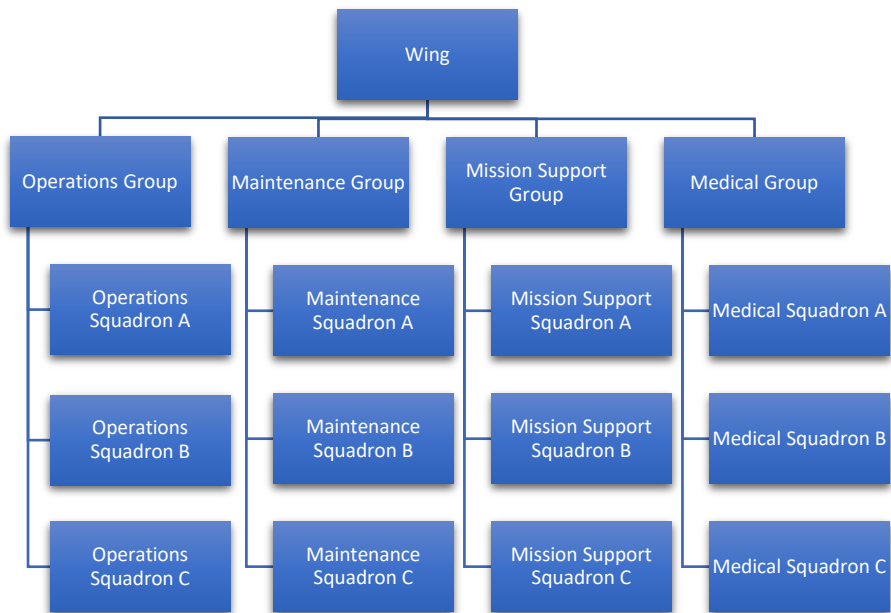 Wing
Operations Group
Maintenance Group
Mission Support
Group
Medical Group
Operations
Squadron A
Maintenance
Squadron A
Mission Support
Squadron A
Medical Squadron A
Operations
Squadron B
Maintenance
Squadron B
Mission Support
Squadron B
Medical Squadron B
Operations
Squadron C
Maintenance
Squadron C
Mission Support
Squadron C
Medical Squadron C